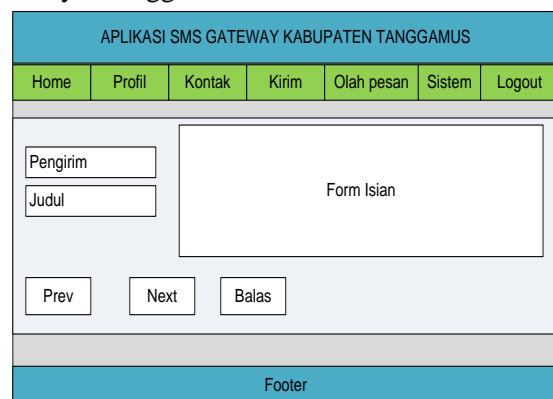 APLIKASI SMS GATEWAY KABUPATEN TANGGAMUS
Home Profil Kontak Kirim Olah pesan Sistem Logout
Pengirim
Judul
Form Isian
Prev Next Balas
Footer